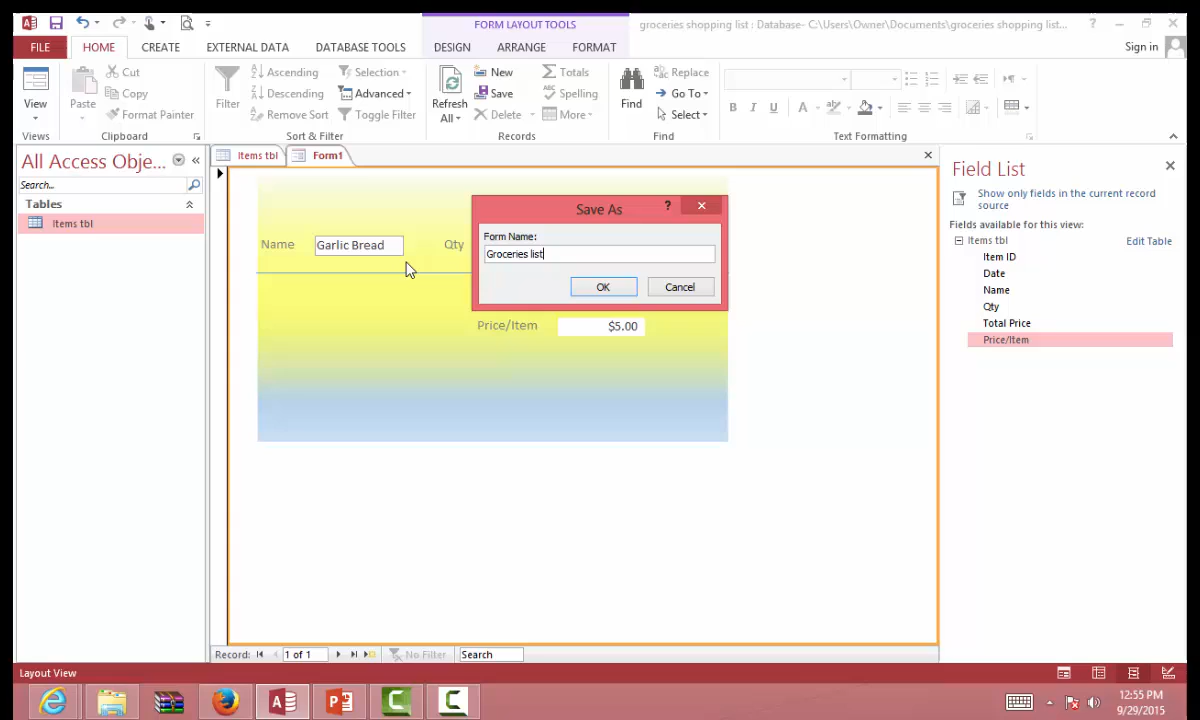 FORM LAYOUT TOOLS
groceries shopping list : Database- C:\Users\Owner\Documents\groceries shopping list...
?
FILE HOME CREATE EXTERNAL DATA DATABASE TOOLS DESIGN ARRANGE FORMAT
Sign in
View
Views
Paste
Cut
Copy
Format Painter
Clipboard
Filter
Ascending
Descending
Remove Sort
Selection
Advanced
Toggle Filter
Sort & Filter
Refresh
All
New
Save
Delete
Totals
Spelling
More
Records
Find
Replace
Go To
Select
Find
B I U A
Text Formatting
All Access Obje...
Search...
Tables
Items tbl
Items tbl
Form1
Name
Garlic Bread
Qty
Price/Item
$5.00
Save As
?
Form Name:
Groceries list
OK
Cancel
Field List
Show only fields in the current record
source
Fields available for this view:
Items tbl
Edit Table
Item ID
Date
Name
Qty
Total Price
Price/Item
Record:
1 of 1
No Filter
Search
Layout View
12:55 PM
9/29/2015